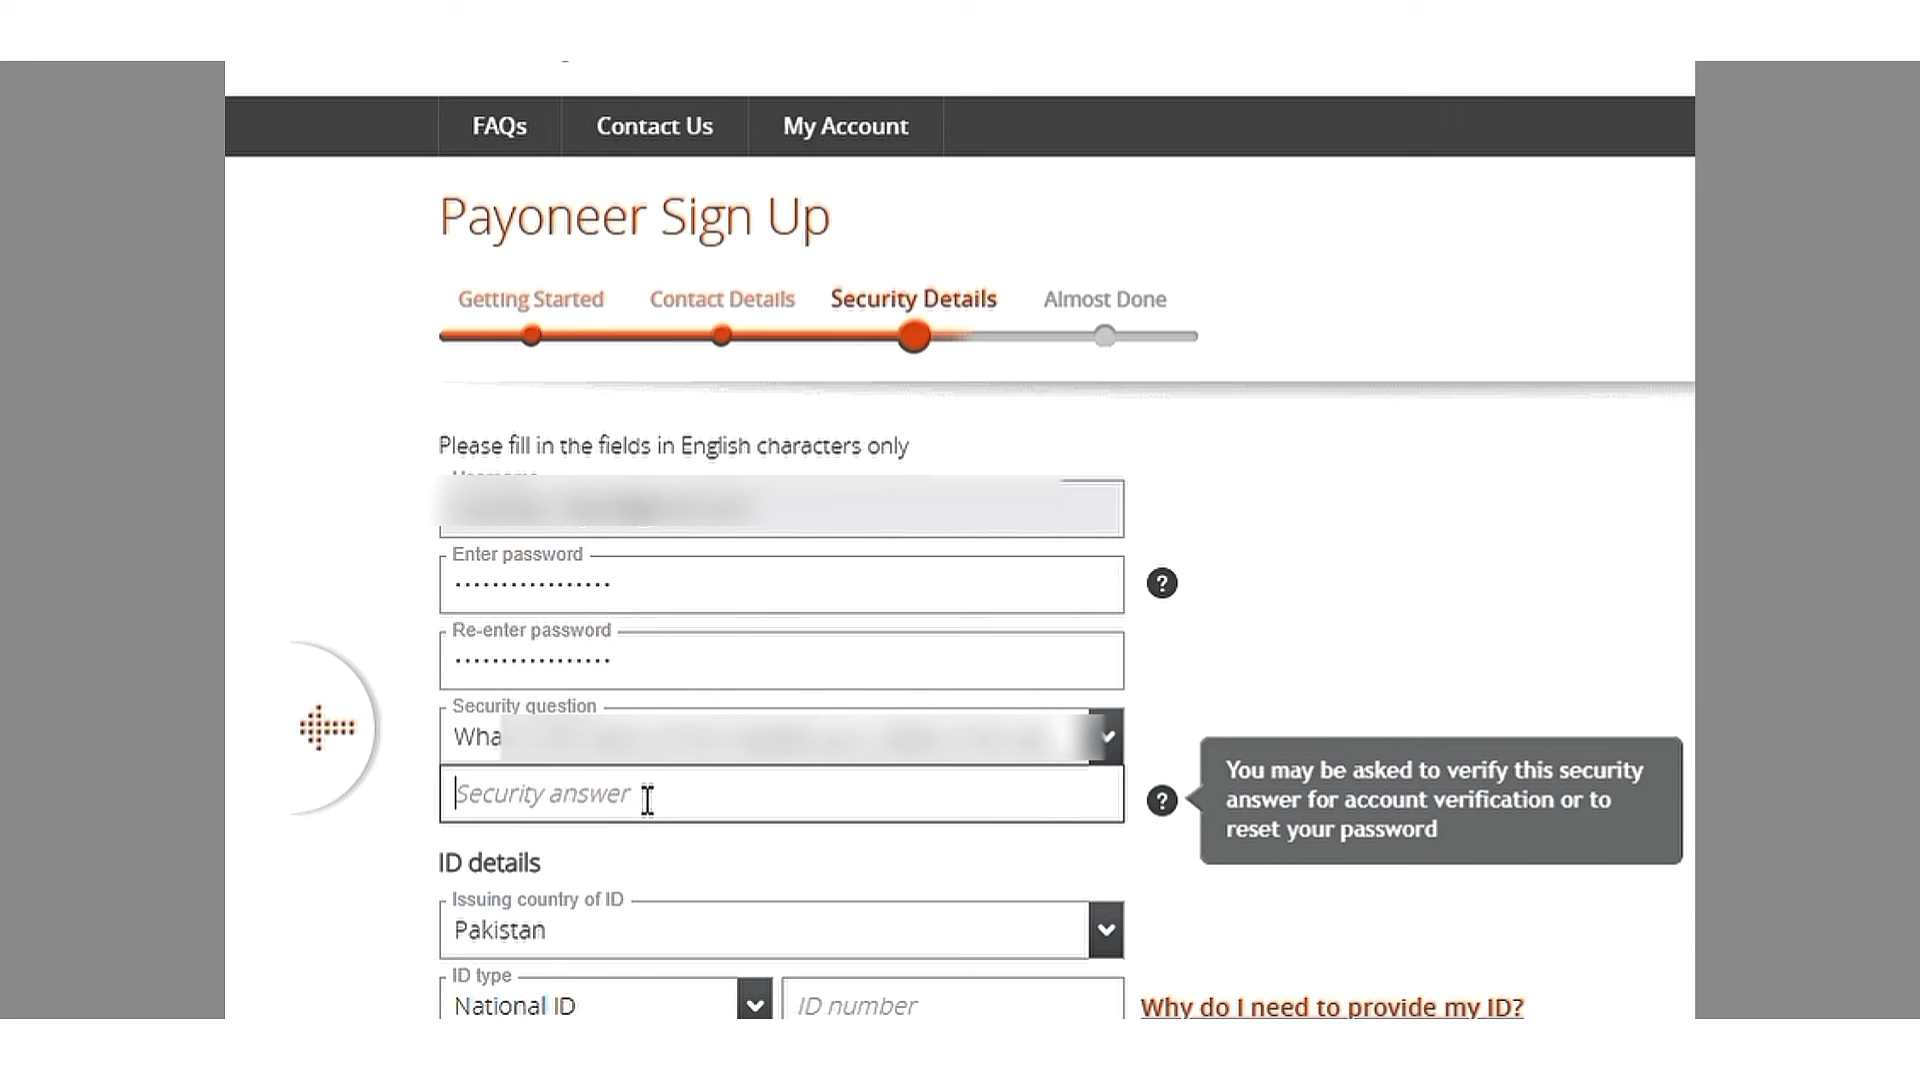 FAQs Contact Us My Account
Payoneer Sign Up
Getting Started Contact Details Security Details Almost Done
Please fill in the fields in English characters only
Enter password
Re-enter password
Security question
Wha
Security answer
You may be asked to verify this security
answer for account verification or to
reset your password
ID details
Issuing country of ID
Pakistan
ID type
National ID ID number Why do I need to provide my ID?